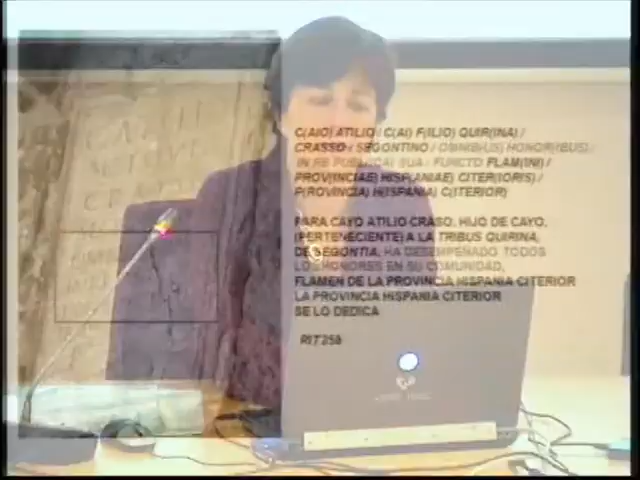 C(AIO) ATILIO / C(AI) F(ILIO) QUIR(INA) /
CRASSO / SEGONTINO / OMNIB(US) HONOR(IBUS) /
IN RE PUBLICA / SUA / FUNCTO FLAM(INI) /
PROV(INCIAE) HISP(ANIAE) CITER(IORIS) /
P(ROVINCIA) H(ISPANIA) C(ITERIOR)
PARA CAYO ATILIO CRASO, HIJO DE CAYO,
(PERTENECIENTE) A LA TRIBUS QUIRINA,
DE SEGONTIA, HA DESEMPEÑADO TODOS
LOS HONORES EN SU COMUNIDAD,
FLAMEN DE LA PROVINCIA HISPANIA CITERIOR
LA PROVINCIA HISPANIA CITERIOR
SE LO DEDICA
RIT 258